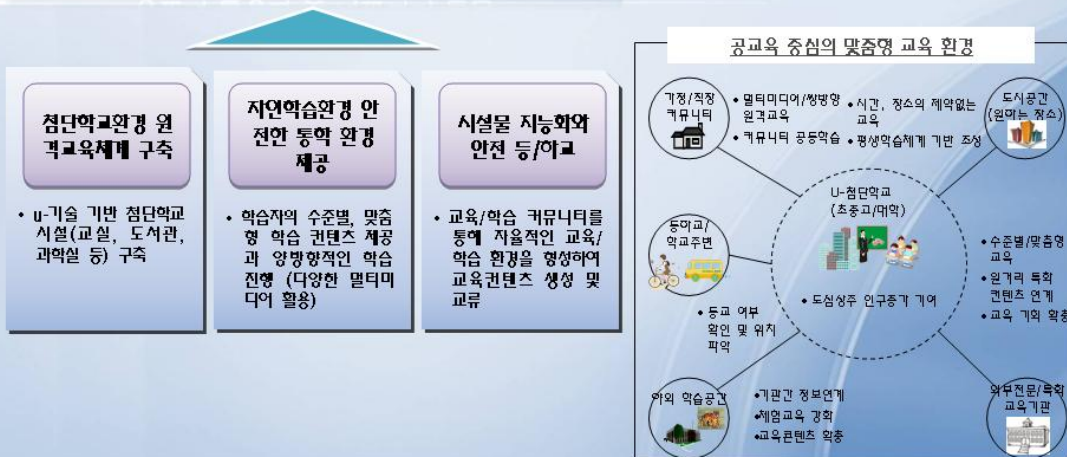 첨단학교환경 원
격교육체계 구축
• u-기술 기반 첨단학교
시설(교실, 도서관,
과학실 등) 구축
자연학습환경 안
전한 통학 환경
제공
• 학습자의 수준별, 맞춤
형 학습 컨텐츠 제공
과 양방향적인 학습
진행 (다양한 멀티미
디어 활용)
시설물 지능화와
안전 등/하교
• 교육/학습 커뮤니티를
통해 자율적인 교육/
학습 환경을 형성하여
교육컨텐츠 생성 및
교류
공교육 중심의 맞춤형 교육 환경
가정/직장
커뮤니티
• 멀티미디어/쌍방향
원격교육
• 커뮤니티 공동학습
• 시간, 장소의 제약없는
교육
• 평생학습체계 기반 조성
도시공간
(원하는 장소)
U-첨단학교
(초중고/대학)
• 도심상주 인구증가 기여
등하교/
학교주변
• 등교 여부
확인 및 위치
파악
• 수준별/맞춤형
교육
• 원거리 특화
컨텐츠 연계
• 교육 기회 확충
야외 학습공간
•기관간 정보연계
•체험교육 강화
•교육콘텐츠 확충
외부전문/특화
교육기관